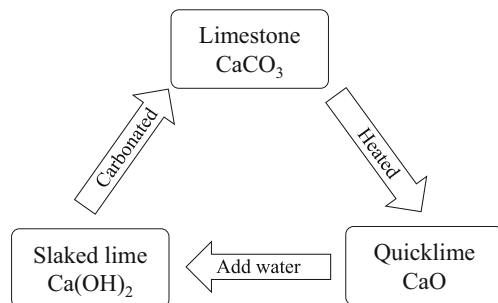 Limestone
CaCO₃
Carbonated
Heated
Slaked lime
Ca(OH)₂
Add water
Quicklime
CaO